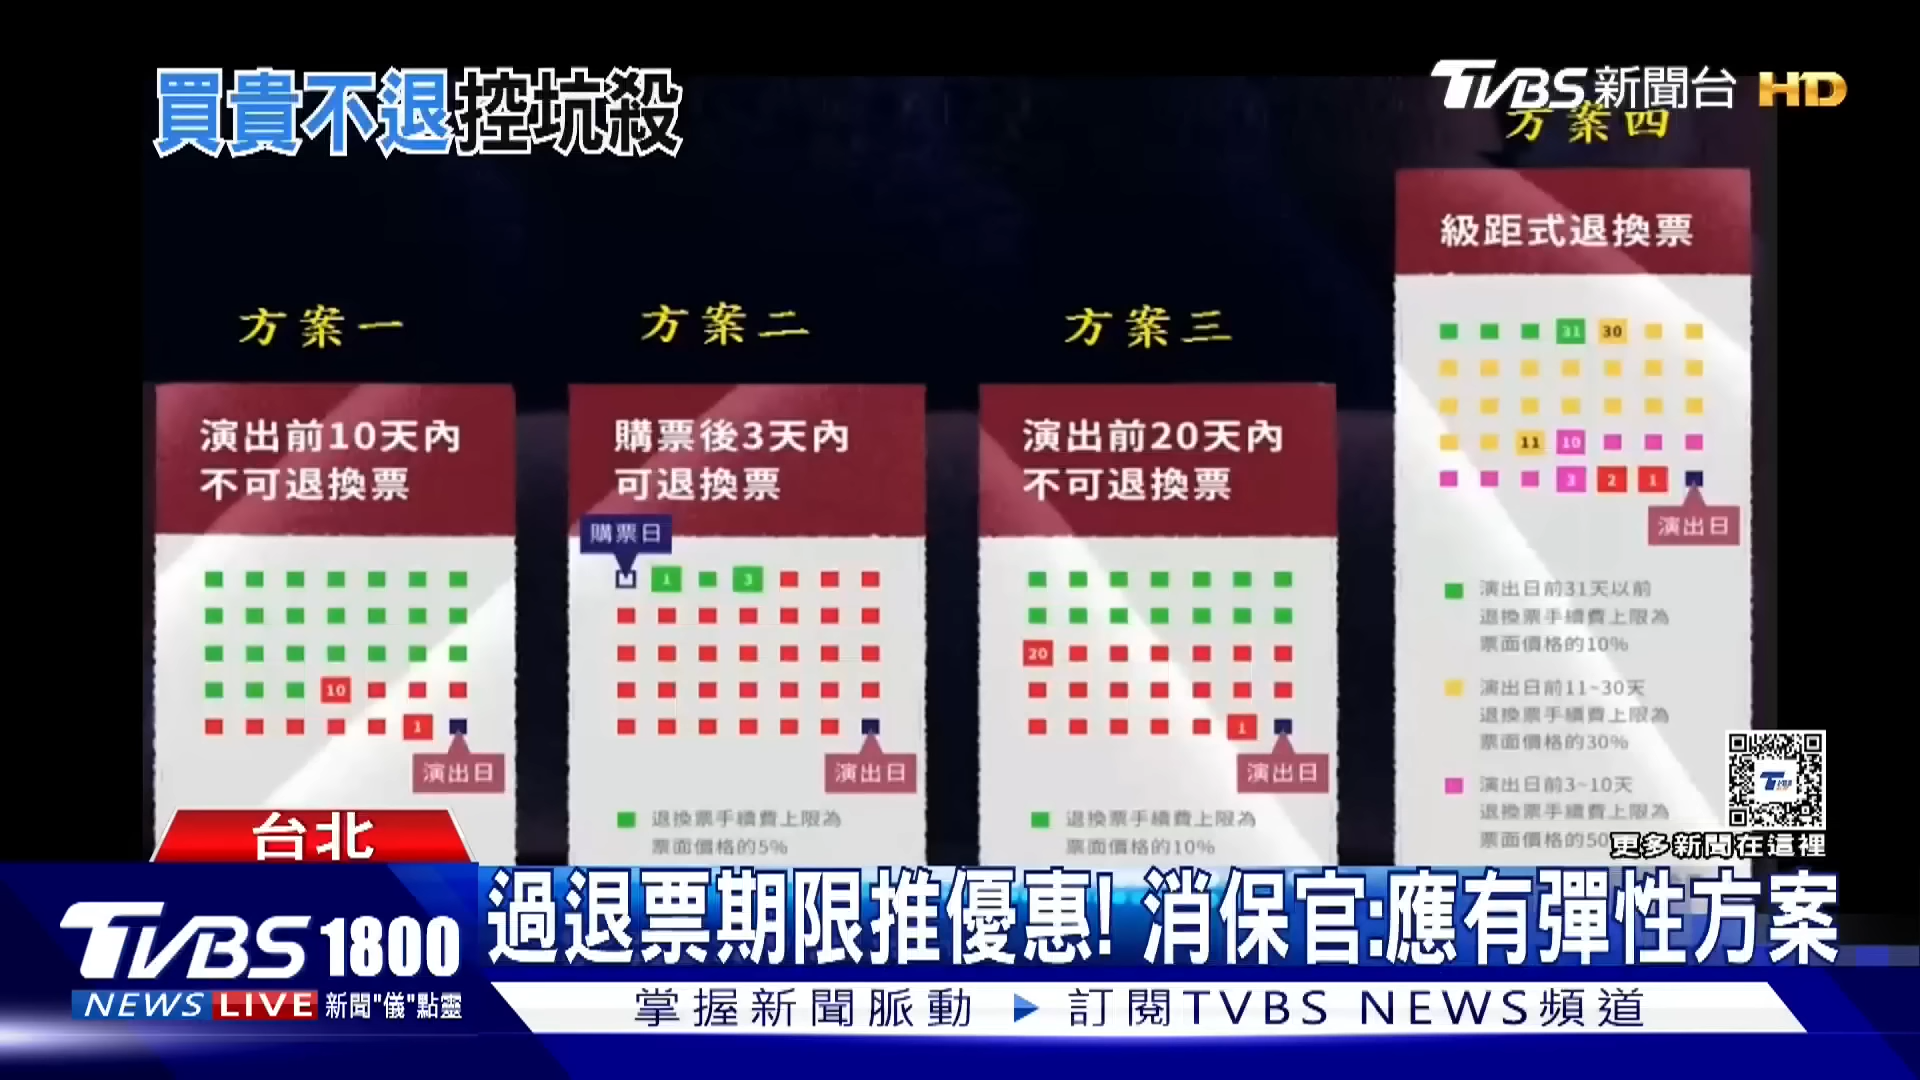 買貴不退控坑殺
TVBS新聞台 HD
方案一
演出前10天內
不可退換票
10
1
演出日
方案二
購票後3天內
可退換票
購票日
1
3
演出日
退換票手續費上限為
票面價格的5%
方案三
演出前20天內
不可退換票
20
1
演出日
退換票手續費上限為
票面價格的10%
方案四
級距式退換票
31 30
11 10
3 2 1
演出日
演出日前31天以前
退換票手續費上限為
票面價格的10%
演出日前11~30天
退換票手續費上限為
票面價格的30%
演出日前3~10天
退換票手續費上限為
票面價格的50
更多新聞在這裡
台北
過退票期限推優惠! 消保官:應有彈性方案
TVBS 1800
NEWS LIVE 新聞"儀"點靈
掌握新聞脈動 ▶ 訂閱TVBS NEWS頻道